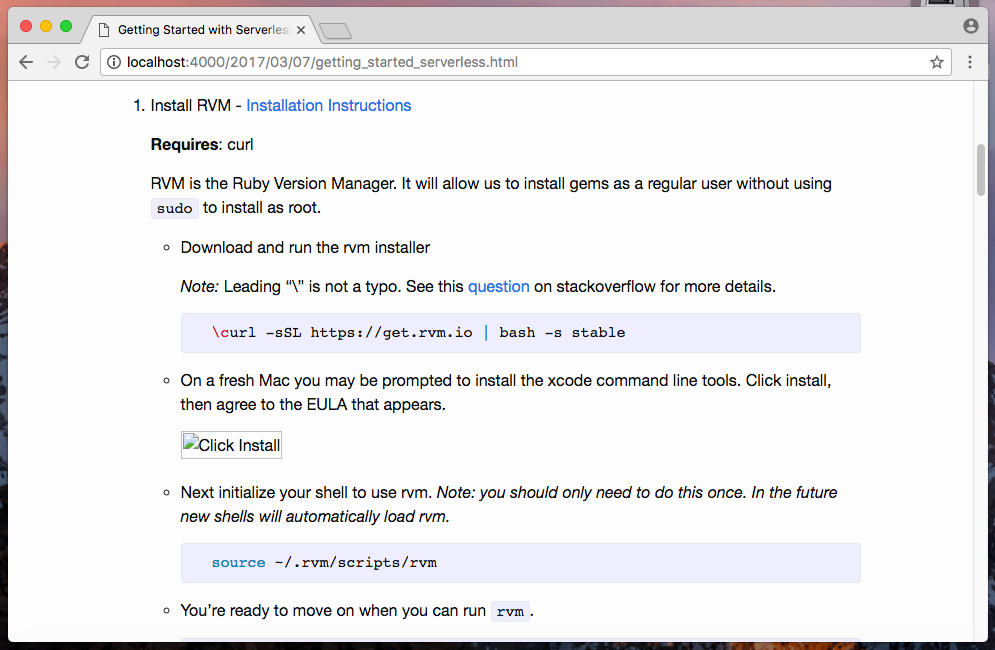 Getting Started with Serverless
localhost:4000/2017/03/07/getting_started_serverless.html
1. Install RVM - Installation Instructions
Requires: curl
RVM is the Ruby Version Manager. It will allow us to install gems as a regular user without using
sudo to install as root.
Download and run the rvm installer
Note: Leading “\” is not a typo. See this question on stackoverflow for more details.
\curl -sSL https://get.rvm.io | bash -s stable
On a fresh Mac you may be prompted to install the xcode command line tools. Click install,
then agree to the EULA that appears.
Click Install
Next initialize your shell to use rvm. Note: you should only need to do this once. In the future
new shells will automatically load rvm.
source ~/.rvm/scripts/rvm
You’re ready to move on when you can run rvm.